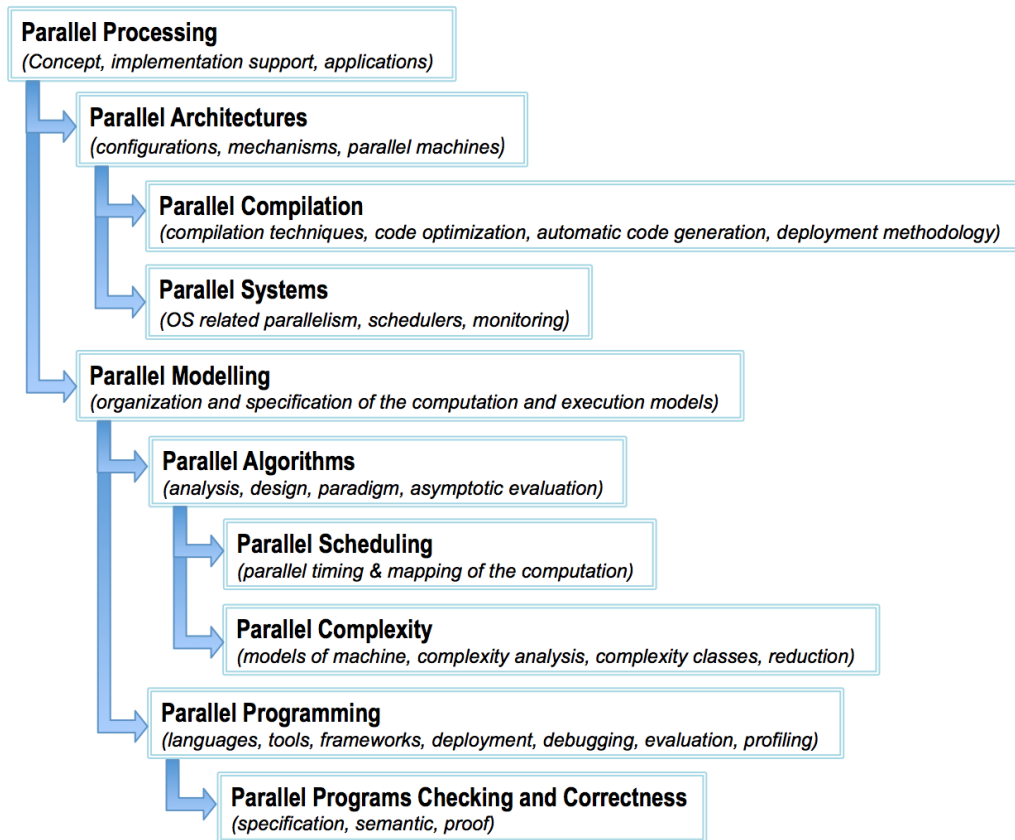 Parallel Processing
(Concept, implementation support, applications)
Parallel Architectures
(configurations, mechanisms, parallel machines)
Parallel Compilation
(compilation techniques, code optimization, automatic code generation, deployment methodology)
Parallel Systems
(OS related parallelism, schedulers, monitoring)
Parallel Modelling
(organization and specification of the computation and execution models)
Parallel Algorithms
(analysis, design, paradigm, asymptotic evaluation)
Parallel Scheduling
(parallel timing & mapping of the computation)
Parallel Complexity
(models of machine, complexity analysis, complexity classes, reduction)
Parallel Programming
(languages, tools, frameworks, deployment, debugging, evaluation, profiling)
Parallel Programs Checking and Correctness
(specification, semantic, proof)